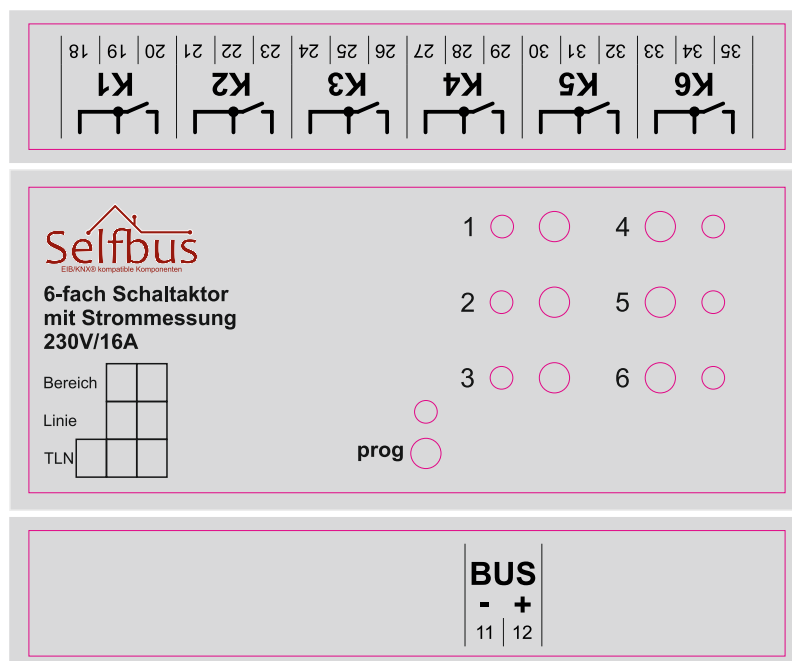 18 19 20 21 22 23 24 25 26 27 28 29 30 31 32 33 34 35
K1 K2 K3 K4 K5 K6
Selfbus
EIB/KNX® kompatible Komponenten
6-fach Schaltaktor
mit Strommessung
230V/16A
Bereich
Linie
TLN
1 4
2 5
3 6
prog
BUS
- +
11 12